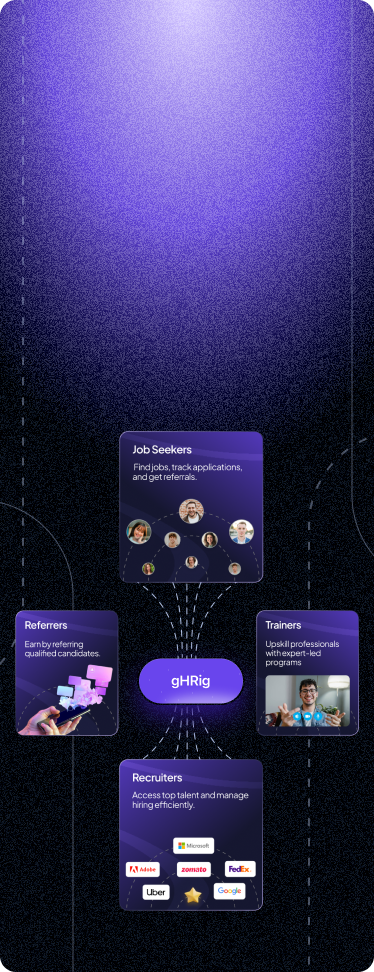 Job Seekers
Find jobs, track applications,
and get referrals.
Referrers
Earn by referring
qualified candidates.
Trainers
Upskill professionals
with expert-led
programs
gHRig
Recruiters
Access top talent and manage
hiring efficiently.
Microsoft
Adobe
zomato
FedEx
Uber
Google